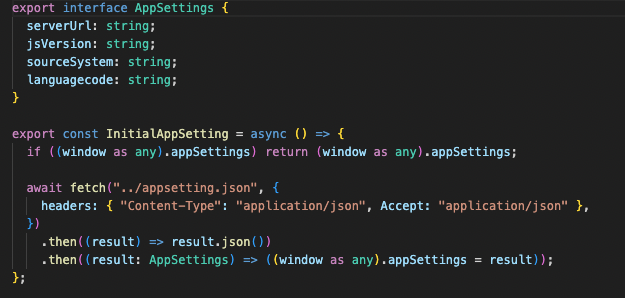 export interface AppSettings {
  serverUrl: string;
  jsVersion: string;
  sourceSystem: string;
  languagecode: string;
}

export const InitialAppSetting = async () => {
  if ((window as any).appSettings) return (window as any).appSettings;

  await fetch("../appsetting.json", {
    headers: { "Content-Type": "application/json", Accept: "application/json" },
  })
    .then((result) => result.json())
    .then((result: AppSettings) => ((window as any).appSettings = result));
};